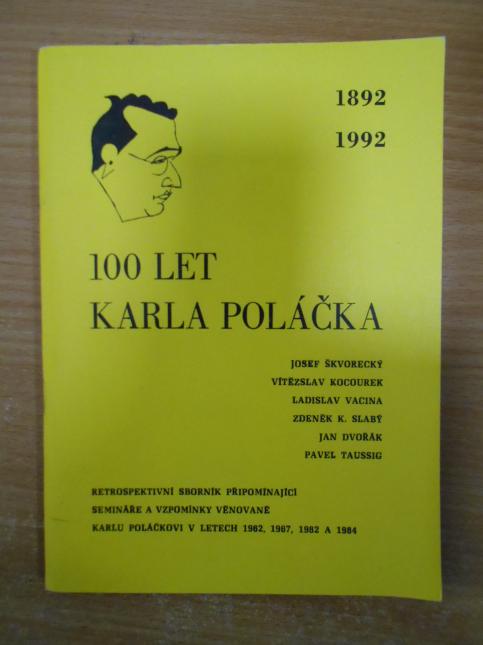 1892
1992
100 LET
KARLA POLÁČKA
JOSEF ŠKVORECKÝ
VÍTĚZSLAV KOCOUREK
LADISLAV VACINA
ZDENĚK K. SLABÝ
JAN DVOŘÁK
PAVEL TAUSSIG
RETROSPEKTIVNÍ SBORNÍK PŘIPOMÍNAJÍCÍ
SEMINÁŘE A VZPOMÍNKY VĚNOVANÉ
KARLU POLÁČKOVI V LETECH 1962, 1967, 1982 A 1984